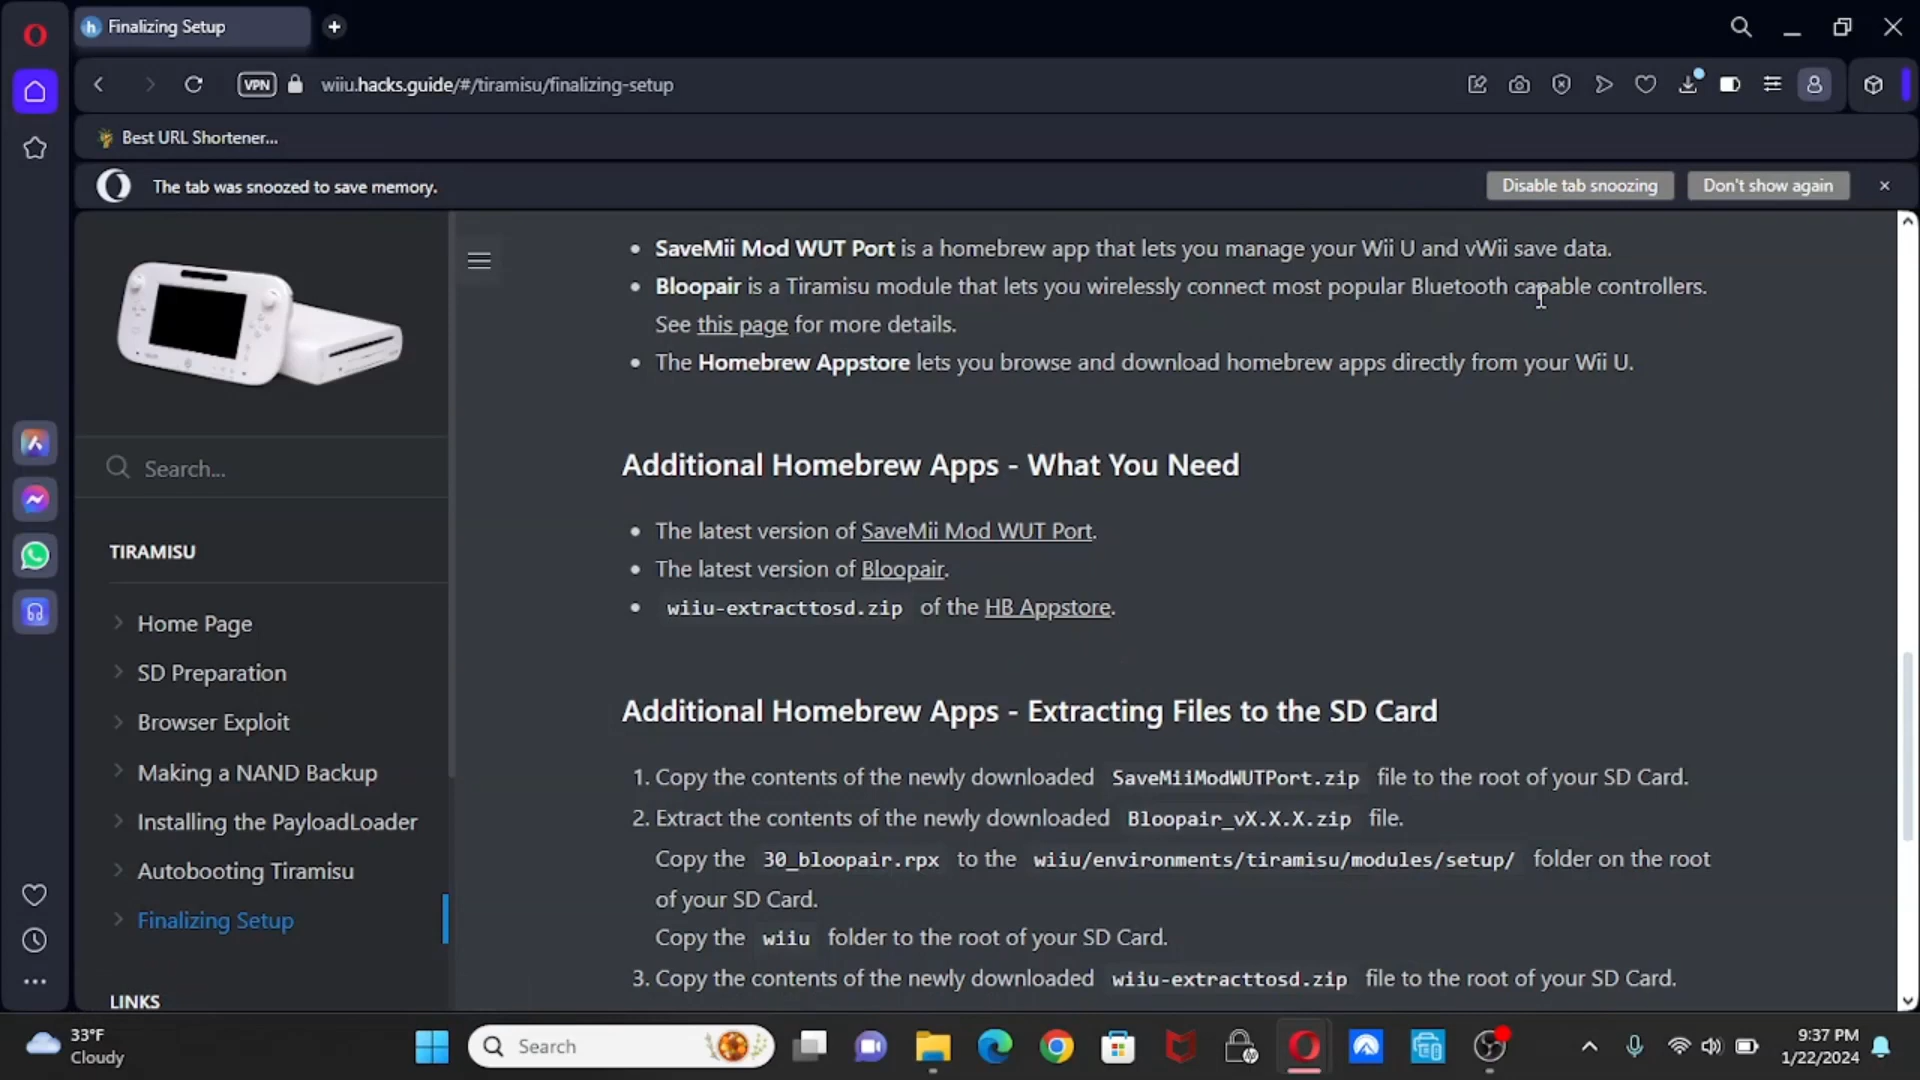 Finalizing Setup
VPN
wiiu.hacks.guide/#/tiramisu/finalizing-setup
Best URL Shortener...
The tab was snoozed to save memory.
Disable tab snoozing
Don't show again
SaveMii Mod WUT Port is a homebrew app that lets you manage your Wii U and vWii save data.
Bloopair is a Tiramisu module that lets you wirelessly connect most popular Bluetooth capable controllers.
See this page for more details.
The Homebrew Appstore lets you browse and download homebrew apps directly from your Wii U.
Search...
Additional Homebrew Apps - What You Need
The latest version of SaveMii Mod WUT Port.
The latest version of Bloopair.
wiiu-extracttosd.zip of the HB Appstore.
TIRAMISU
Home Page
SD Preparation
Browser Exploit
Making a NAND Backup
Installing the PayloadLoader
Autobooting Tiramisu
Finalizing Setup
LINKS
Additional Homebrew Apps - Extracting Files to the SD Card
1. Copy the contents of the newly downloaded SaveMiiModWUTPort.zip file to the root of your SD Card.
2. Extract the contents of the newly downloaded Bloopair_vX.X.X.zip file.
Copy the 30_bloopair.rpx to the wiiu/environments/tiramisu/modules/setup/ folder on the root
of your SD Card.
Copy the wiiu folder to the root of your SD Card.
3. Copy the contents of the newly downloaded wiiu-extracttosd.zip file to the root of your SD Card.
33°F
Cloudy
Search
9:37 PM
1/22/2024